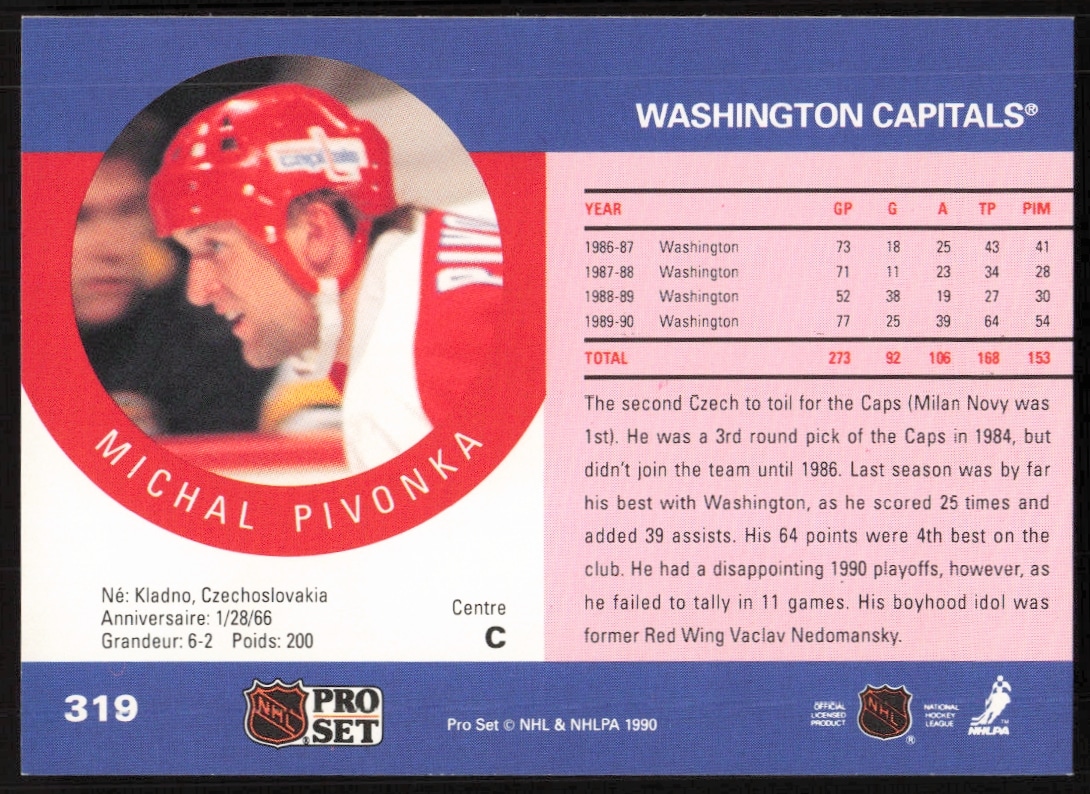 WASHINGTON CAPITALS®
capitals
PIVO
MICHAL PIVONKA
YEAR GP G A TP PIM
1986-87 Washington 73 18 25 43 41
1987-88 Washington 71 11 23 34 28
1988-89 Washington 52 38 19 27 30
1989-90 Washington 77 25 39 64 54
TOTAL 273 92 106 168 153
The second Czech to toil for the Caps (Milan Novy was
1st). He was a 3rd round pick of the Caps in 1984, but
didn't join the team until 1986. Last season was by far
his best with Washington, as he scored 25 times and
added 39 assists. His 64 points were 4th best on the
club. He had a disappointing 1990 playoffs, however, as
he failed to tally in 11 games. His boyhood idol was
former Red Wing Vaclav Nedomansky.
Né: Kladno, Czechoslovakia
Anniversaire: 1/28/66
Grandeur: 6-2 Poids: 200
Centre
C
319
NHL
PRO
SET
®
Pro Set © NHL & NHLPA 1990
OFFICIAL
LICENSED
PRODUCT
NHL
®
NATIONAL
HOCKEY
LEAGUE
TM
NHLPA